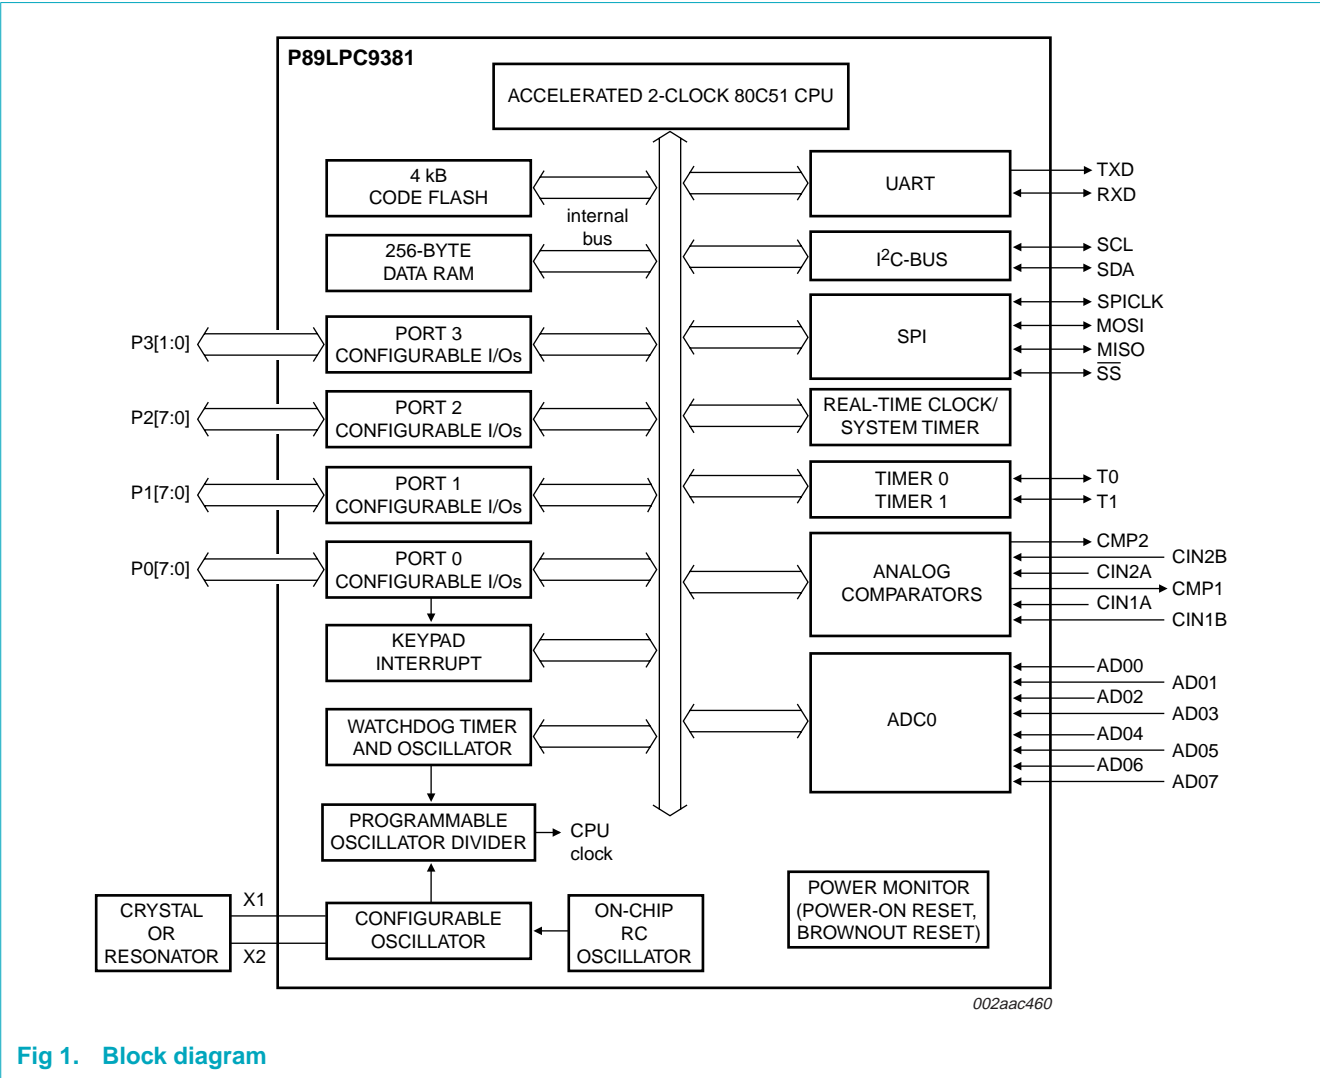 P89LPC9381
ACCELERATED 2-CLOCK 80C51 CPU
4 kB
CODE FLASH
internal
bus
256-BYTE
DATA RAM
P3[1:0]
PORT 3
CONFIGURABLE I/Os
P2[7:0]
PORT 2
CONFIGURABLE I/Os
P1[7:0]
PORT 1
CONFIGURABLE I/Os
P0[7:0]
PORT 0
CONFIGURABLE I/Os
KEYPAD
INTERRUPT
WATCHDOG TIMER
AND OSCILLATOR
PROGRAMMABLE
OSCILLATOR DIVIDER
CPU
clock
CRYSTAL
OR
RESONATOR
X1
X2
CONFIGURABLE
OSCILLATOR
ON-CHIP
RC
OSCILLATOR
UART
TXD
RXD
I²C-BUS
SCL
SDA
SPI
SPICLK
MOSI
MISO
S̅S̅
REAL-TIME CLOCK/
SYSTEM TIMER
TIMER 0
TIMER 1
T0
T1
ANALOG
COMPARATORS
CMP2
CIN2B
CIN2A
CMP1
CIN1A
CIN1B
ADC0
AD00
AD01
AD02
AD03
AD04
AD05
AD06
AD07
POWER MONITOR
(POWER-ON RESET,
BROWNOUT RESET)
002aac460
Fig 1. Block diagram